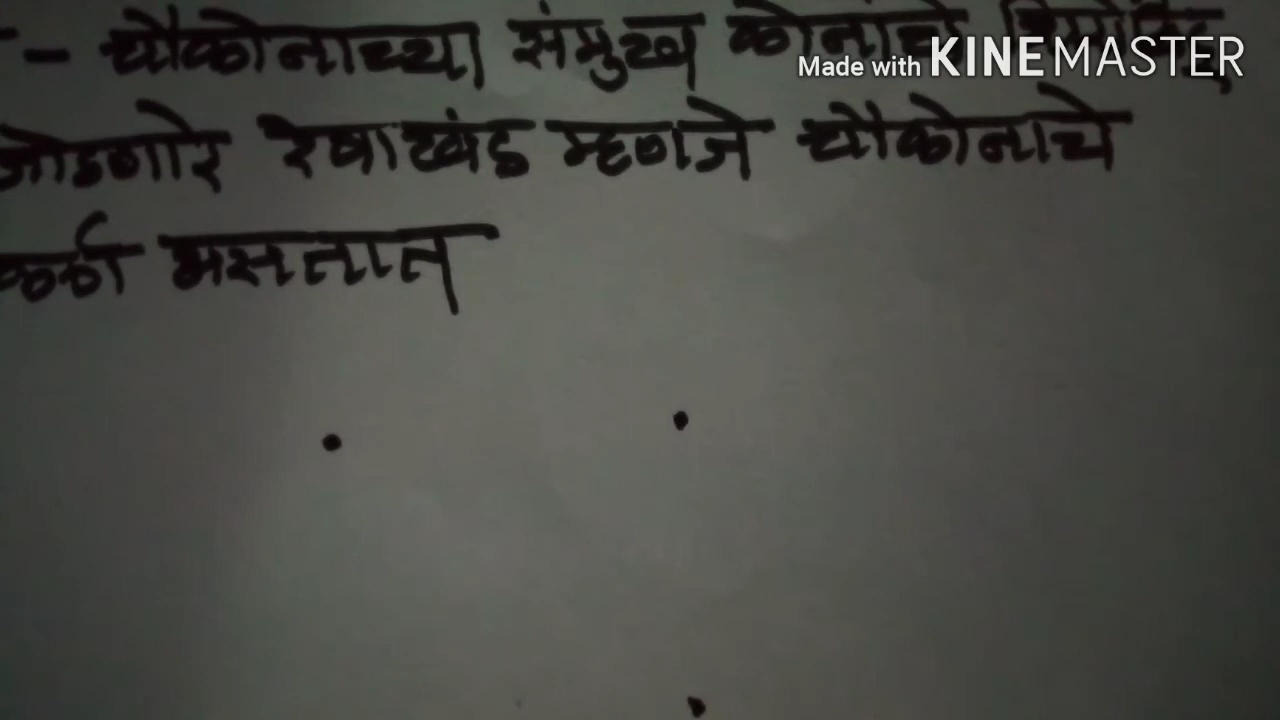 - चौकोनाच्या संमुख कोनांचे
Made with KINEMASTER
जोडणारे रेषाखंड म्हणजे चौकोनाचे
कर्ण असतात